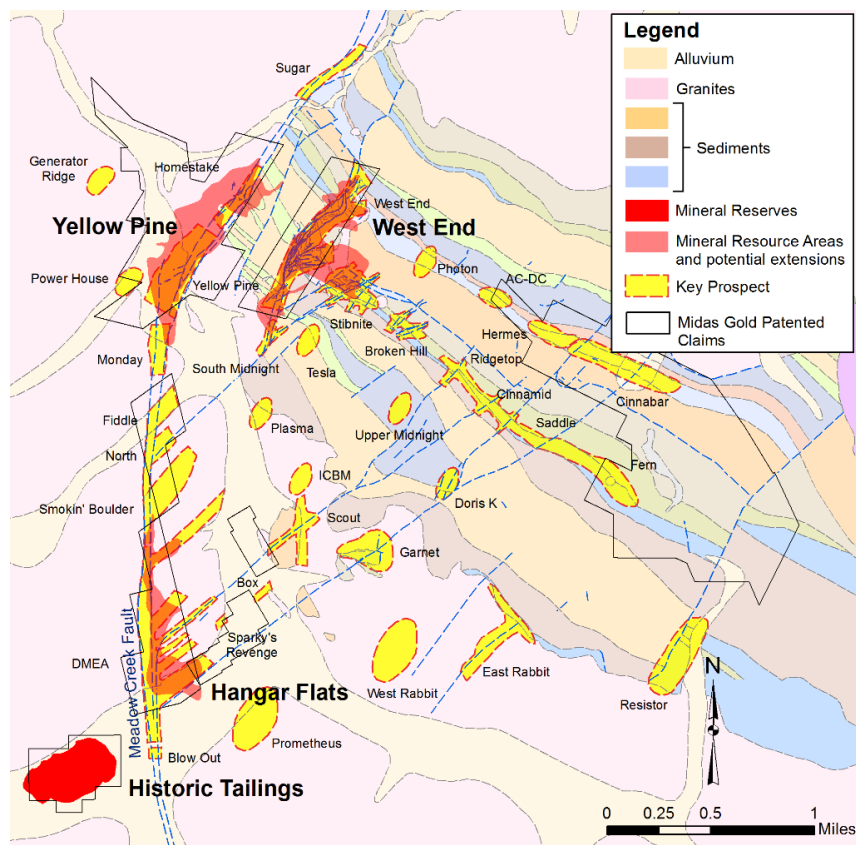 Sugar
Legend
Alluvium
Granites
Sediments
Mineral Reserves
Mineral Resource Areas
and potential extensions
Key Prospect
Midas Gold Patented
Claims
Generator
Ridge
Homestake
Yellow Pine
West End
West End
Power House
Yellow Pine
Photon
AC-DC
Stibnite
Hermes
Monday
Broken Hill
Ridgetop
South Midnight
Tesla
Cinnamid
Cinnabar
Fiddle
Plasma
Upper Midnight
Saddle
North
Fern
ICBM
Smokin' Boulder
Scout
Doris K
Garnet
Box
Meadow Creek Fault
Sparky's
Revenge
DMEA
Hangar Flats
West Rabbit
East Rabbit
N
Resistor
Prometheus
Blow Out
Historic Tailings
0 0.25 0.5 1
Miles